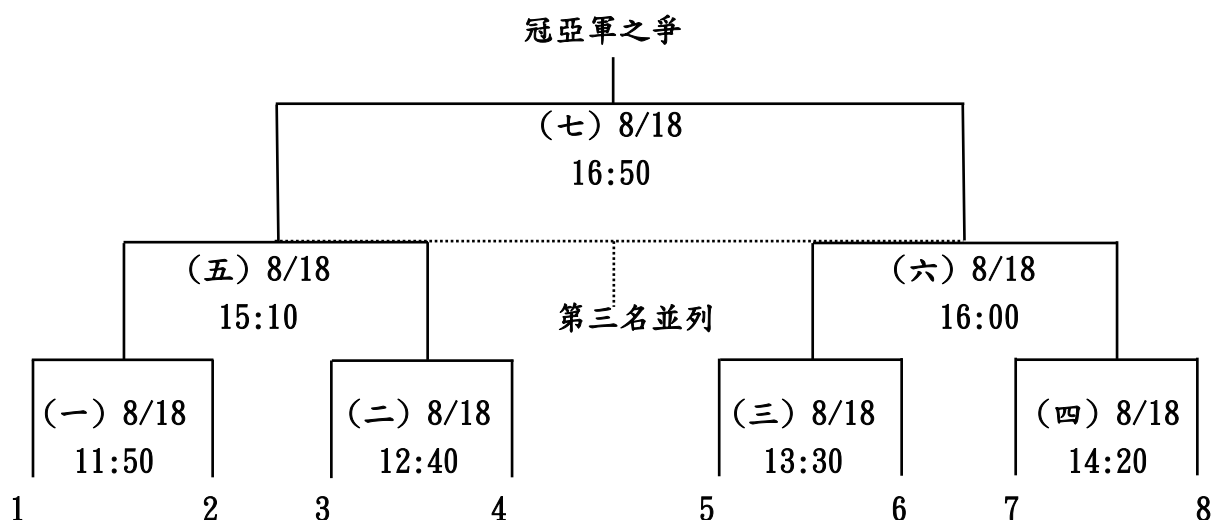 冠亞軍之爭
（七）8/18
16:50
（五）8/18
15:10
（六）8/18
16:00
第三名並列
（一）8/18
11:50
（二）8/18
12:40
（三）8/18
13:30
（四）8/18
14:20
1 2 3 4 5 6 7 8